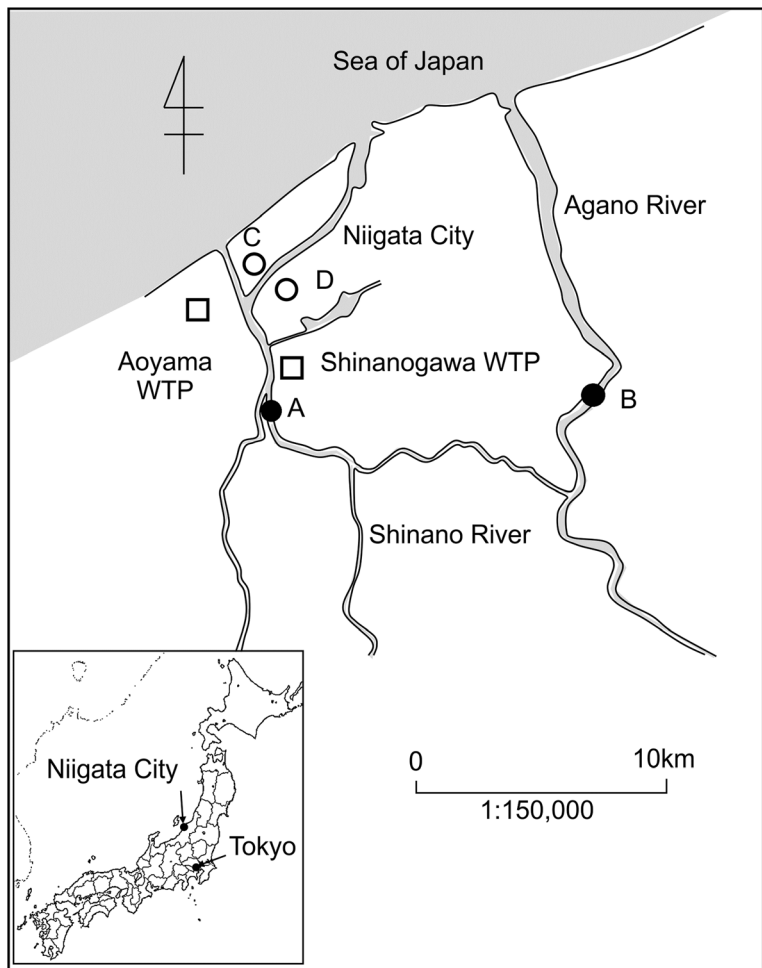 Sea of Japan
Agano River
C
Niigata City
D
Aoyama
WTP
Shinanogawa WTP
A
B
Shinano River
Niigata City
Tokyo
0
10km
1:150,000